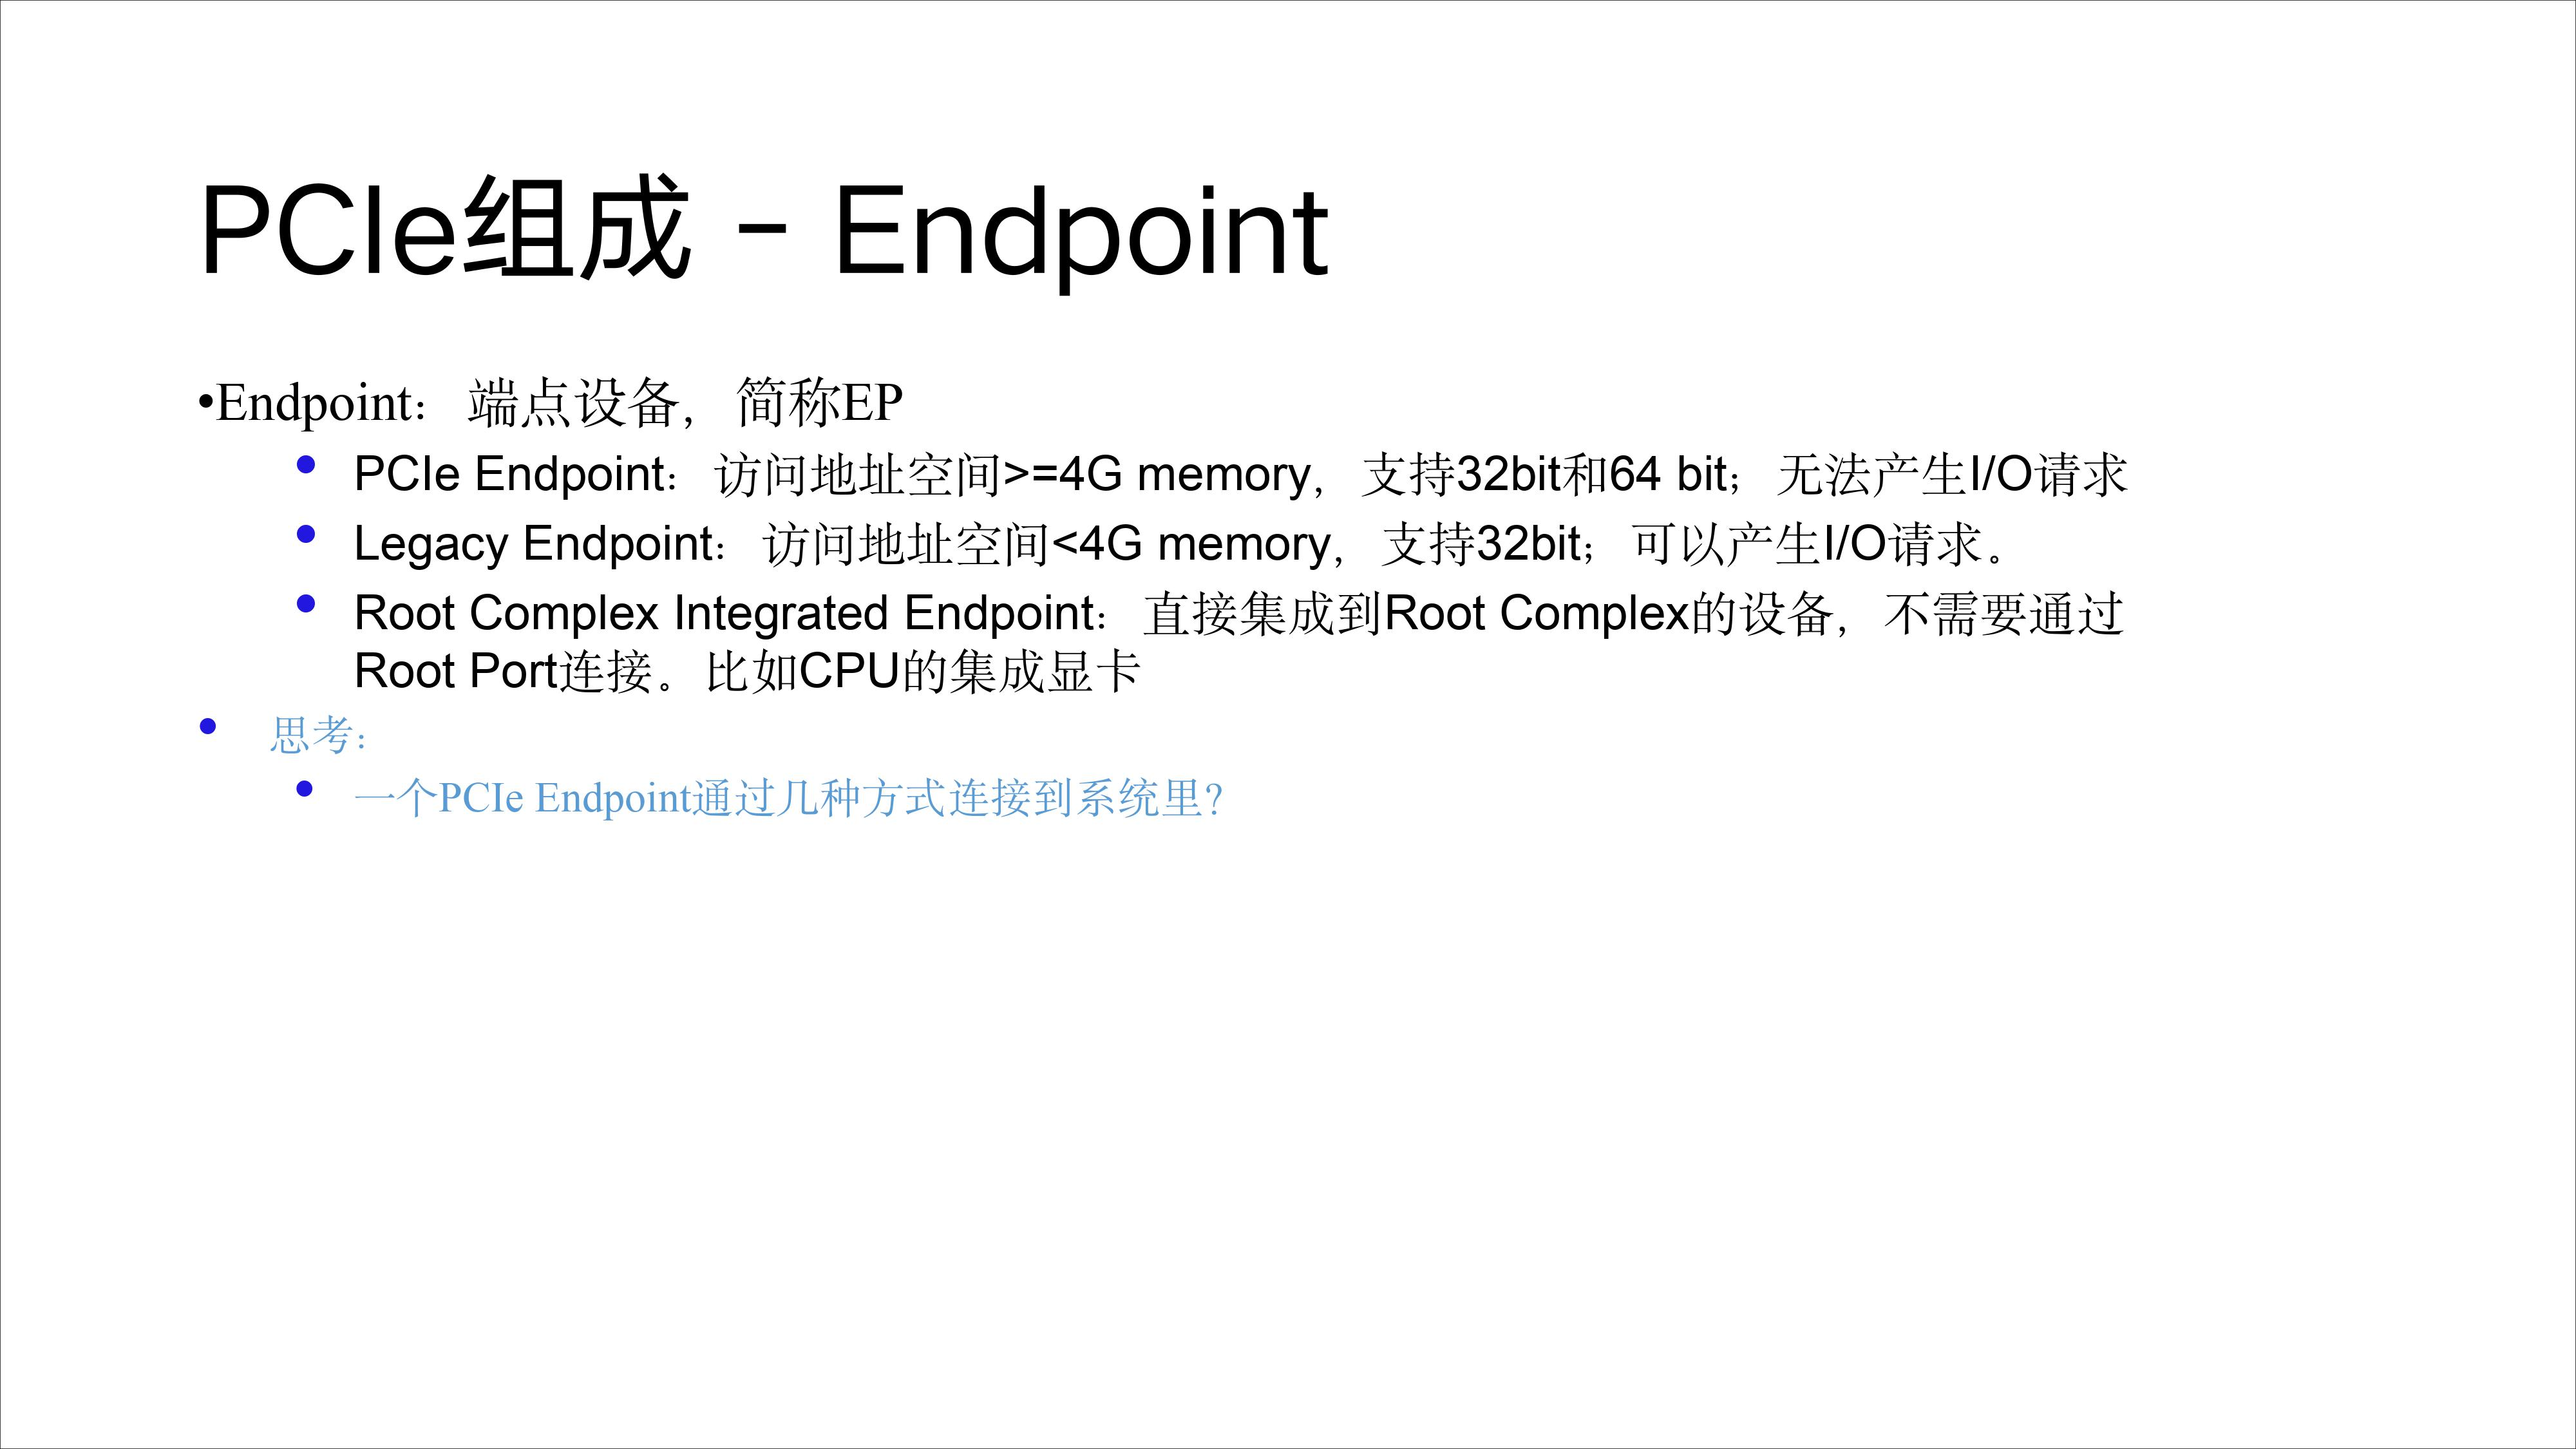 PCIe组成 - Endpoint
•Endpoint：端点设备，简称EP
• PCIe Endpoint：访问地址空间>=4G memory，支持32bit和64 bit；无法产生I/O请求
• Legacy Endpoint：访问地址空间<4G memory，支持32bit；可以产生I/O请求。
• Root Complex Integrated Endpoint：直接集成到Root Complex的设备，不需要通过
Root Port连接。比如CPU的集成显卡
• 思考：
• 一个PCIe Endpoint通过几种方式连接到系统里？